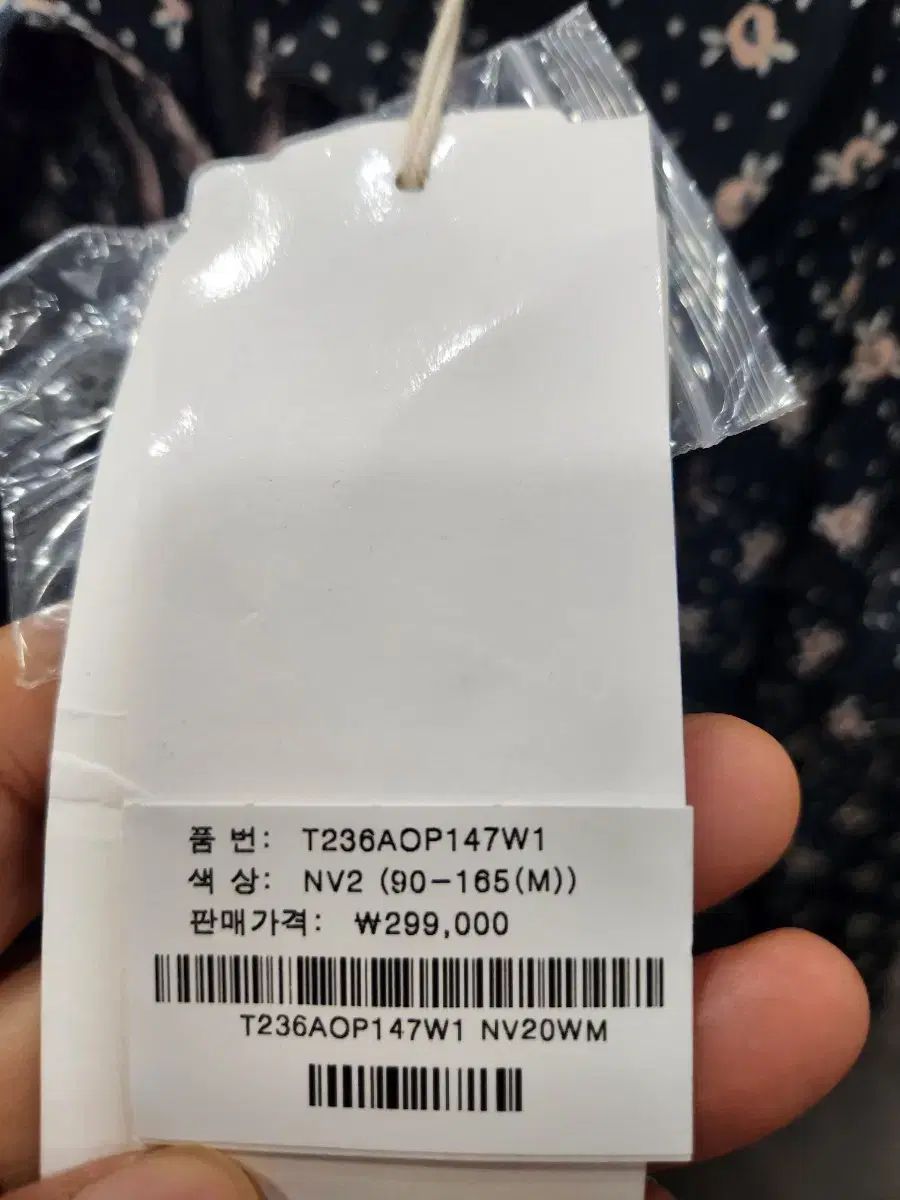 품 번: T236AOP147W1
색 상: NV2 (90-165(M))
판매가격: ₩299,000
T236AOP147W1 NV20WM